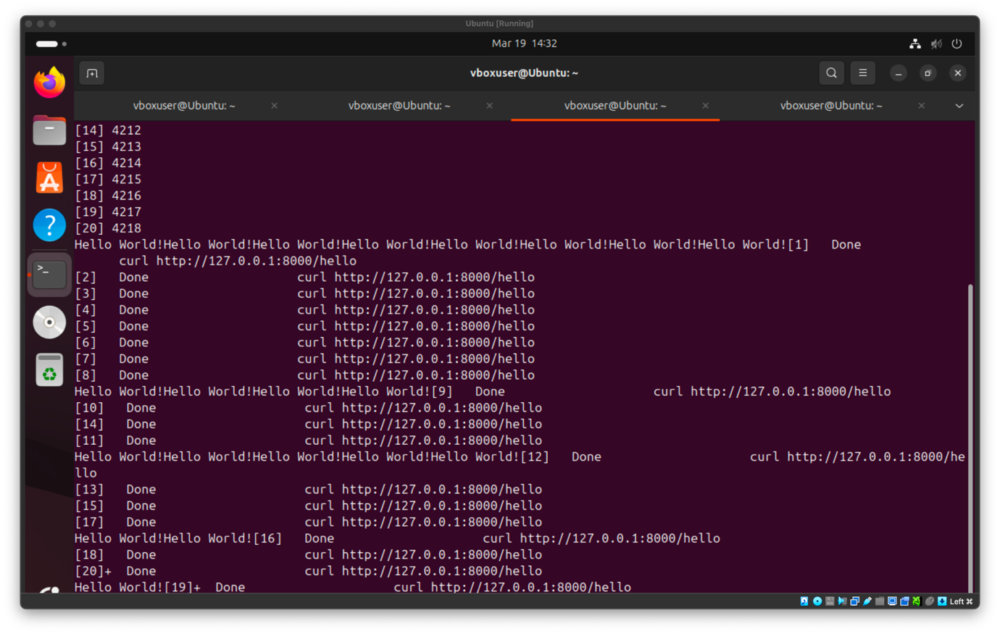 Ubuntu [Running]
Mar 19 14:32
vboxuser@Ubuntu: ~
vboxuser@Ubuntu: ~ vboxuser@Ubuntu: ~ vboxuser@Ubuntu: ~ vboxuser@Ubuntu: ~
[14] 4212
[15] 4213
[16] 4214
[17] 4215
[18] 4216
[19] 4217
[20] 4218
Hello World!Hello World!Hello World!Hello World!Hello World!Hello World!Hello World!Hello World![1]   Done
      curl http://127.0.0.1:8000/hello
[2]   Done                    curl http://127.0.0.1:8000/hello
[3]   Done                    curl http://127.0.0.1:8000/hello
[4]   Done                    curl http://127.0.0.1:8000/hello
[5]   Done                    curl http://127.0.0.1:8000/hello
[6]   Done                    curl http://127.0.0.1:8000/hello
[7]   Done                    curl http://127.0.0.1:8000/hello
[8]   Done                    curl http://127.0.0.1:8000/hello
Hello World!Hello World!Hello World!Hello World![9]   Done                    curl http://127.0.0.1:8000/hello
[10]   Done                    curl http://127.0.0.1:8000/hello
[14]   Done                    curl http://127.0.0.1:8000/hello
[11]   Done                    curl http://127.0.0.1:8000/hello
Hello World!Hello World!Hello World!Hello World!Hello World![12]   Done                    curl http://127.0.0.1:8000/he
llo
[13]   Done                    curl http://127.0.0.1:8000/hello
[15]   Done                    curl http://127.0.0.1:8000/hello
[17]   Done                    curl http://127.0.0.1:8000/hello
Hello World!Hello World![16]   Done                    curl http://127.0.0.1:8000/hello
[18]   Done                    curl http://127.0.0.1:8000/hello
[20]+  Done                    curl http://127.0.0.1:8000/hello
Hello World![19]+  Done                    curl http://127.0.0.1:8000/hello
Left ⌘